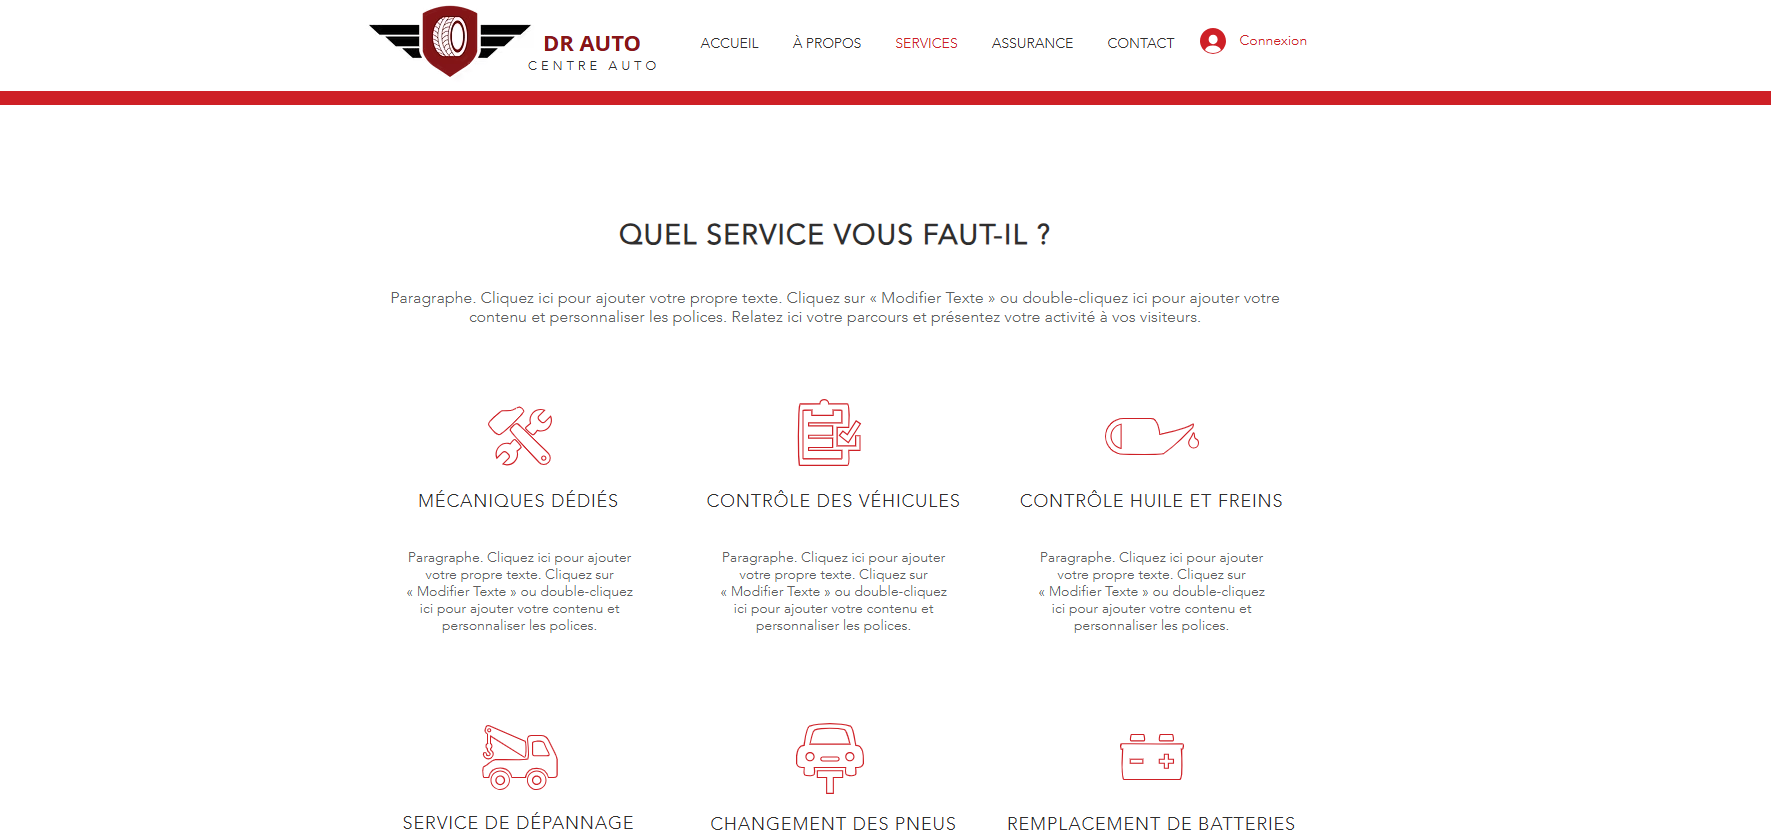 DR AUTO
CENTRE AUTO
ACCUEIL
À PROPOS
SERVICES
ASSURANCE
CONTACT
Connexion
QUEL SERVICE VOUS FAUT-IL ?
Paragraphe. Cliquez ici pour ajouter votre propre texte. Cliquez sur « Modifier Texte » ou double-cliquez ici pour ajouter votre
contenu et personnaliser les polices. Relatez ici votre parcours et présentez votre activité à vos visiteurs.
MÉCANIQUES DÉDIÉS
Paragraphe. Cliquez ici pour ajouter
votre propre texte. Cliquez sur
« Modifier Texte » ou double-cliquez
ici pour ajouter votre contenu et
personnaliser les polices.
CONTRÔLE DES VÉHICULES
Paragraphe. Cliquez ici pour ajouter
votre propre texte. Cliquez sur
« Modifier Texte » ou double-cliquez
ici pour ajouter votre contenu et
personnaliser les polices.
CONTRÔLE HUILE ET FREINS
Paragraphe. Cliquez ici pour ajouter
votre propre texte. Cliquez sur
« Modifier Texte » ou double-cliquez
ici pour ajouter votre contenu et
personnaliser les polices.
SERVICE DE DÉPANNAGE
CHANGEMENT DES PNEUS
REMPLACEMENT DE BATTERIES